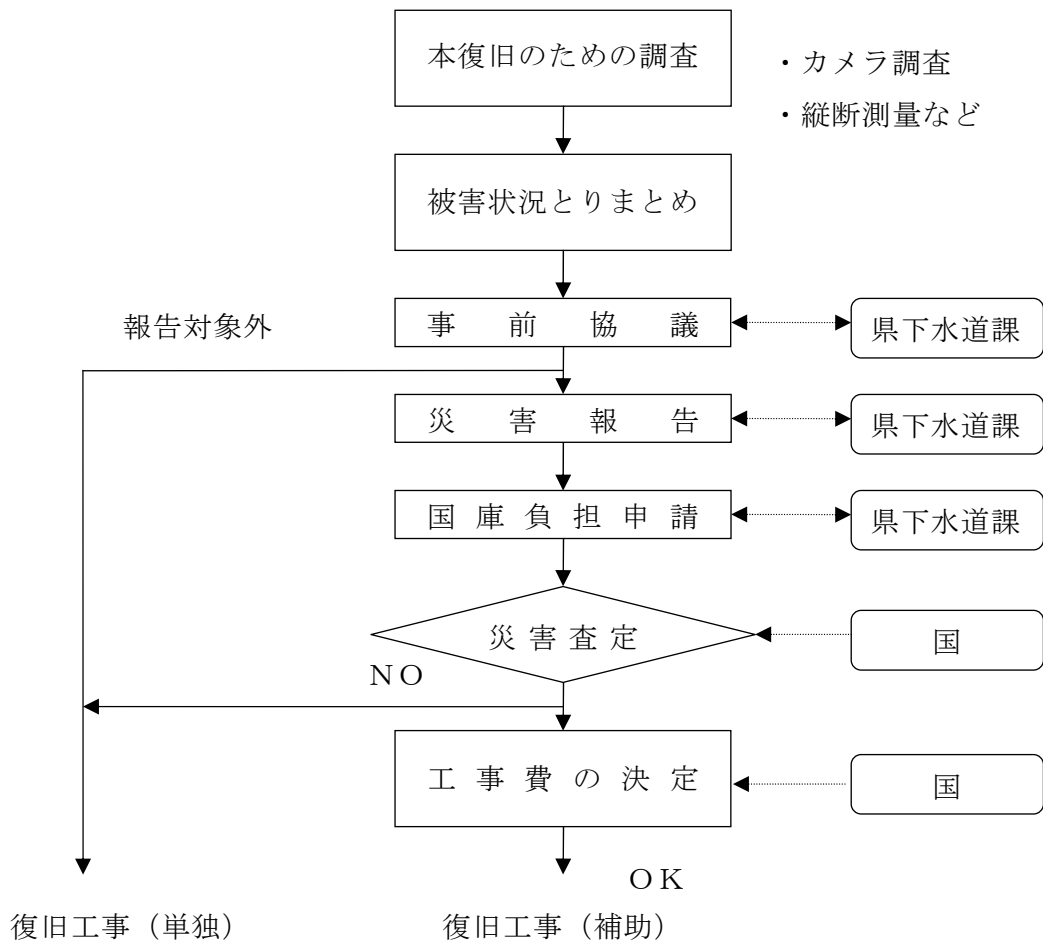 本復旧のための調査
・カメラ調査
・縦断測量など
被害状況とりまとめ
報告対象外
事前協議
県下水道課
災害報告
県下水道課
国庫負担申請
県下水道課
災害査定
国
NO
工事費の決定
国
OK
復旧工事（単独）
復旧工事（補助）